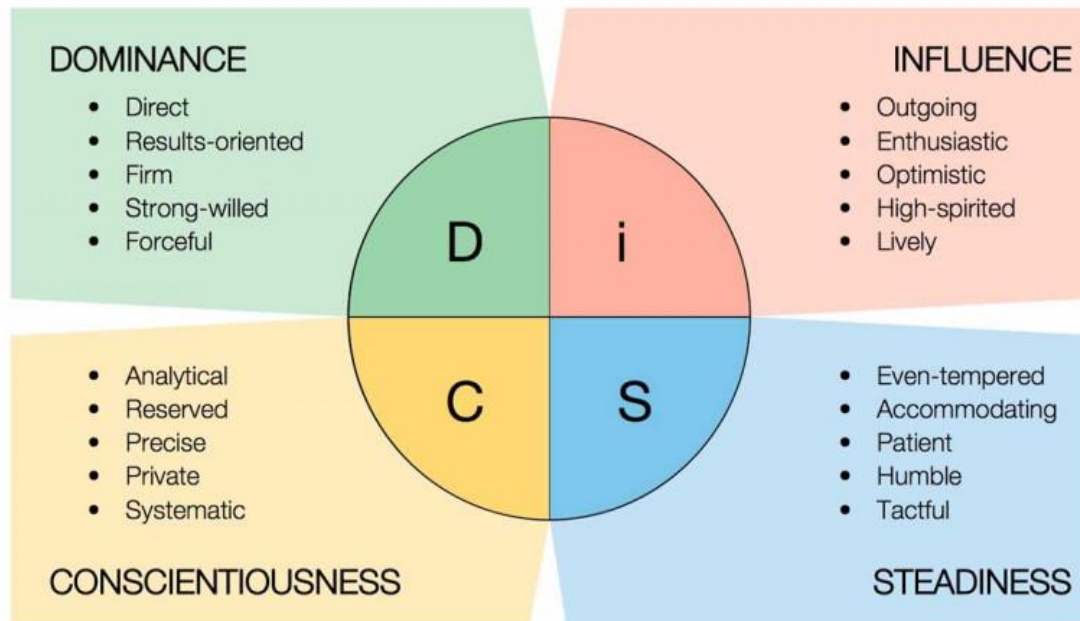 DOMINANCE
• Direct
• Results-oriented
• Firm
• Strong-willed
• Forceful
INFLUENCE
• Outgoing
• Enthusiastic
• Optimistic
• High-spirited
• Lively
D
i
C
S
• Analytical
• Reserved
• Precise
• Private
• Systematic
CONSCIENTIOUSNESS
• Even-tempered
• Accommodating
• Patient
• Humble
• Tactful
STEADINESS